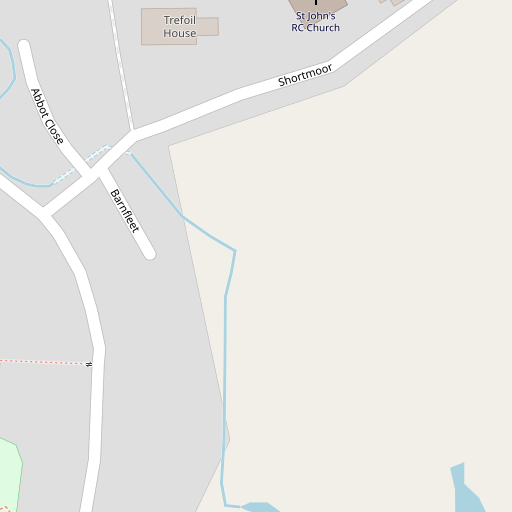 Trefoil
House
St John's
RC Church
Shortmoor
Abbot Close
Barnfleet